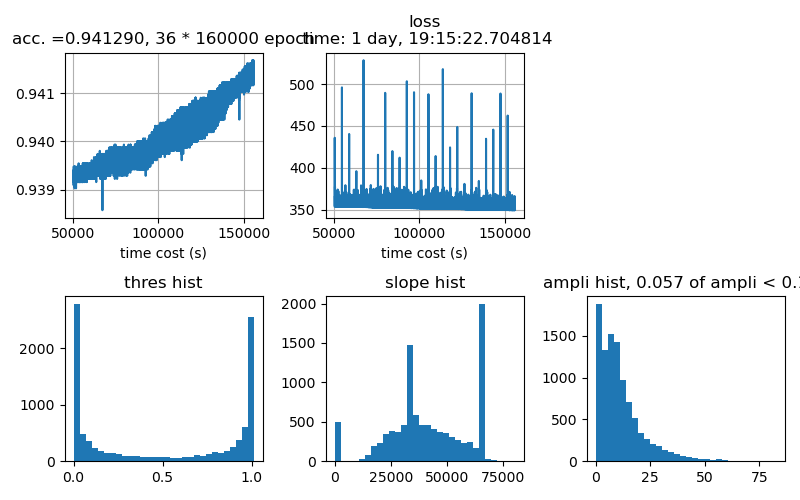 loss
acc. =0.941290, 36 * 160000 epoch
time: 1 day, 19:15:22.704814
0.941
0.940
0.939
50000 100000 150000
time cost (s)
500
450
400
350
50000 100000 150000
time cost (s)
thres hist
2000
1000
0
0.0 0.5 1.0
slope hist
2000
1500
1000
500
0
0 25000 50000 75000
ampli hist, 0.057 of ampli < 0.1
1500
1000
500
0
0 25 50 75